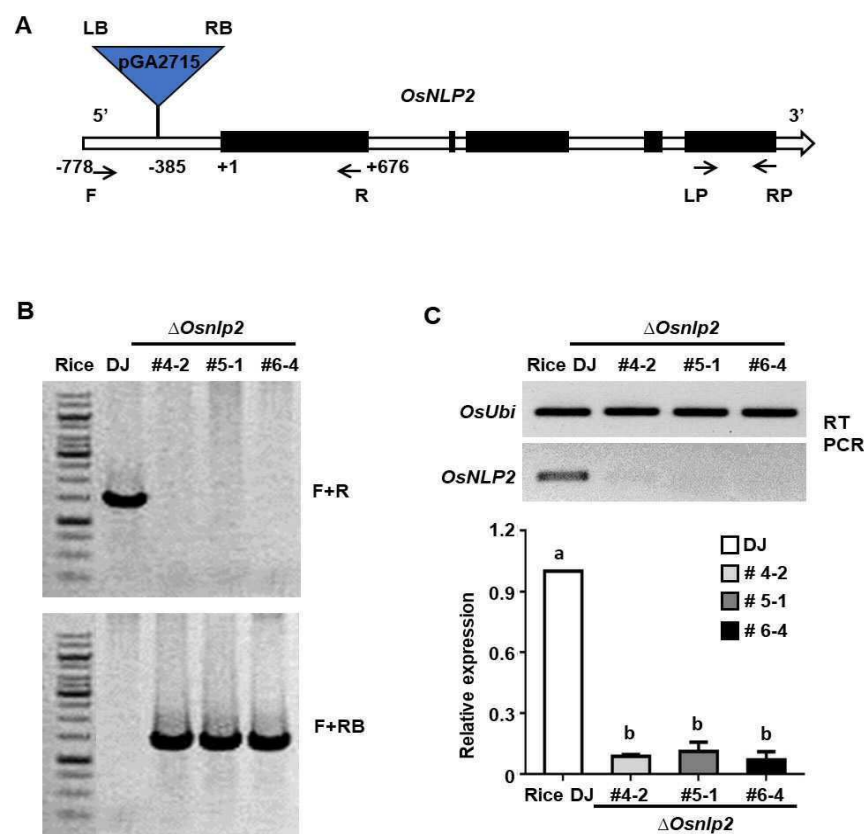 A
LB RB
pGA2715
OsNLP2
5’ 3’
-778 -385 +1 +676
F R LP RP
B
ΔOsnlp2
Rice DJ #4-2 #5-1 #6-4
F+R
F+RB
C
ΔOsnlp2
Rice DJ #4-2 #5-1 #6-4
OsUbi
RT
PCR
OsNLP2
Relative expression
1.2
0.9
0.6
0.3
0
a
b b b
DJ
# 4-2
# 5-1
# 6-4
Rice DJ #4-2 #5-1 #6-4
ΔOsnlp2